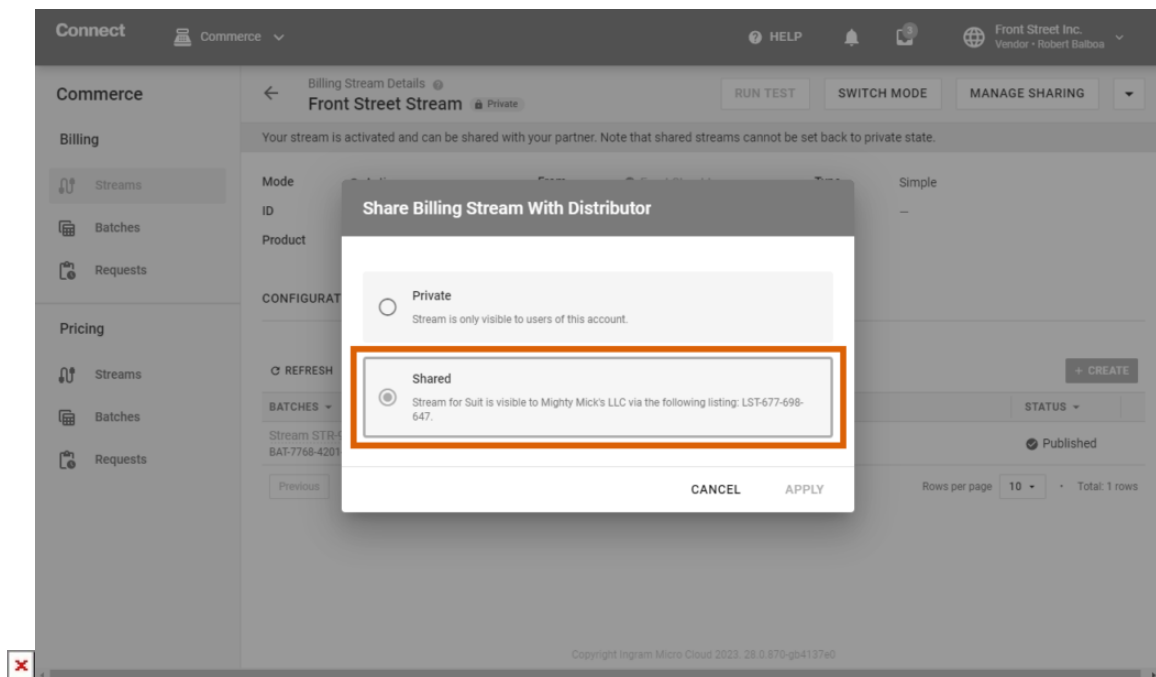 Connect
Commerce
HELP
3
Front Street Inc.
Vendor • Robert Balboa
Commerce
Billing
Streams
Batches
Requests
Pricing
Streams
Batches
Requests
Billing Stream Details
Front Street Stream Private
RUN TEST
SWITCH MODE
MANAGE SHARING
Your stream is activated and can be shared with your partner. Note that shared streams cannot be set back to private state.
Mode
Simple
ID
—
Product
CONFIGURAT
REFRESH
+ CREATE
BATCHES
STATUS
Stream STR-
BAT-7768-420
Published
Previous
Rows per page 10 • Total: 1 rows
Share Billing Stream With Distributor
Private
Stream is only visible to users of this account.
Shared
Stream for Suit is visible to Mighty Mick's LLC via the following listing: LST-677-698-
647.
CANCEL
APPLY
Copyright Ingram Micro Cloud 2023. 28.0.870-gb4137e0